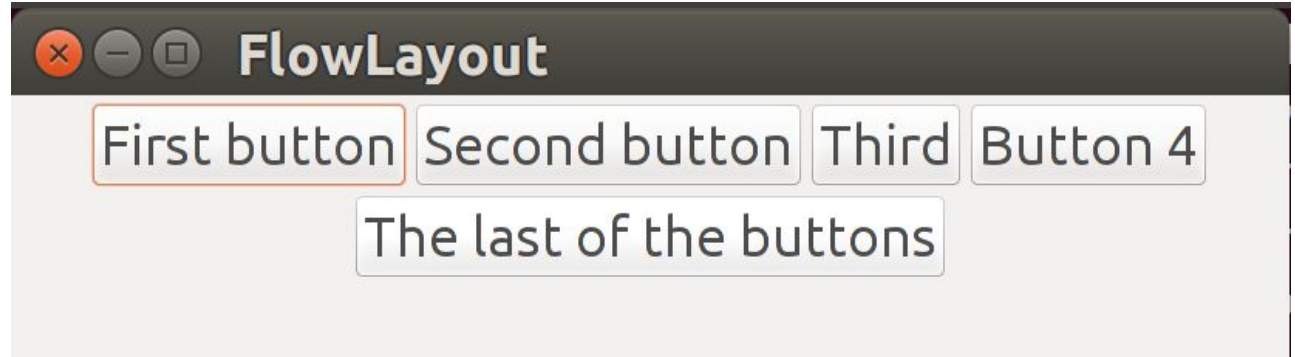 FlowLayout
First button Second button Third Button 4
The last of the buttons